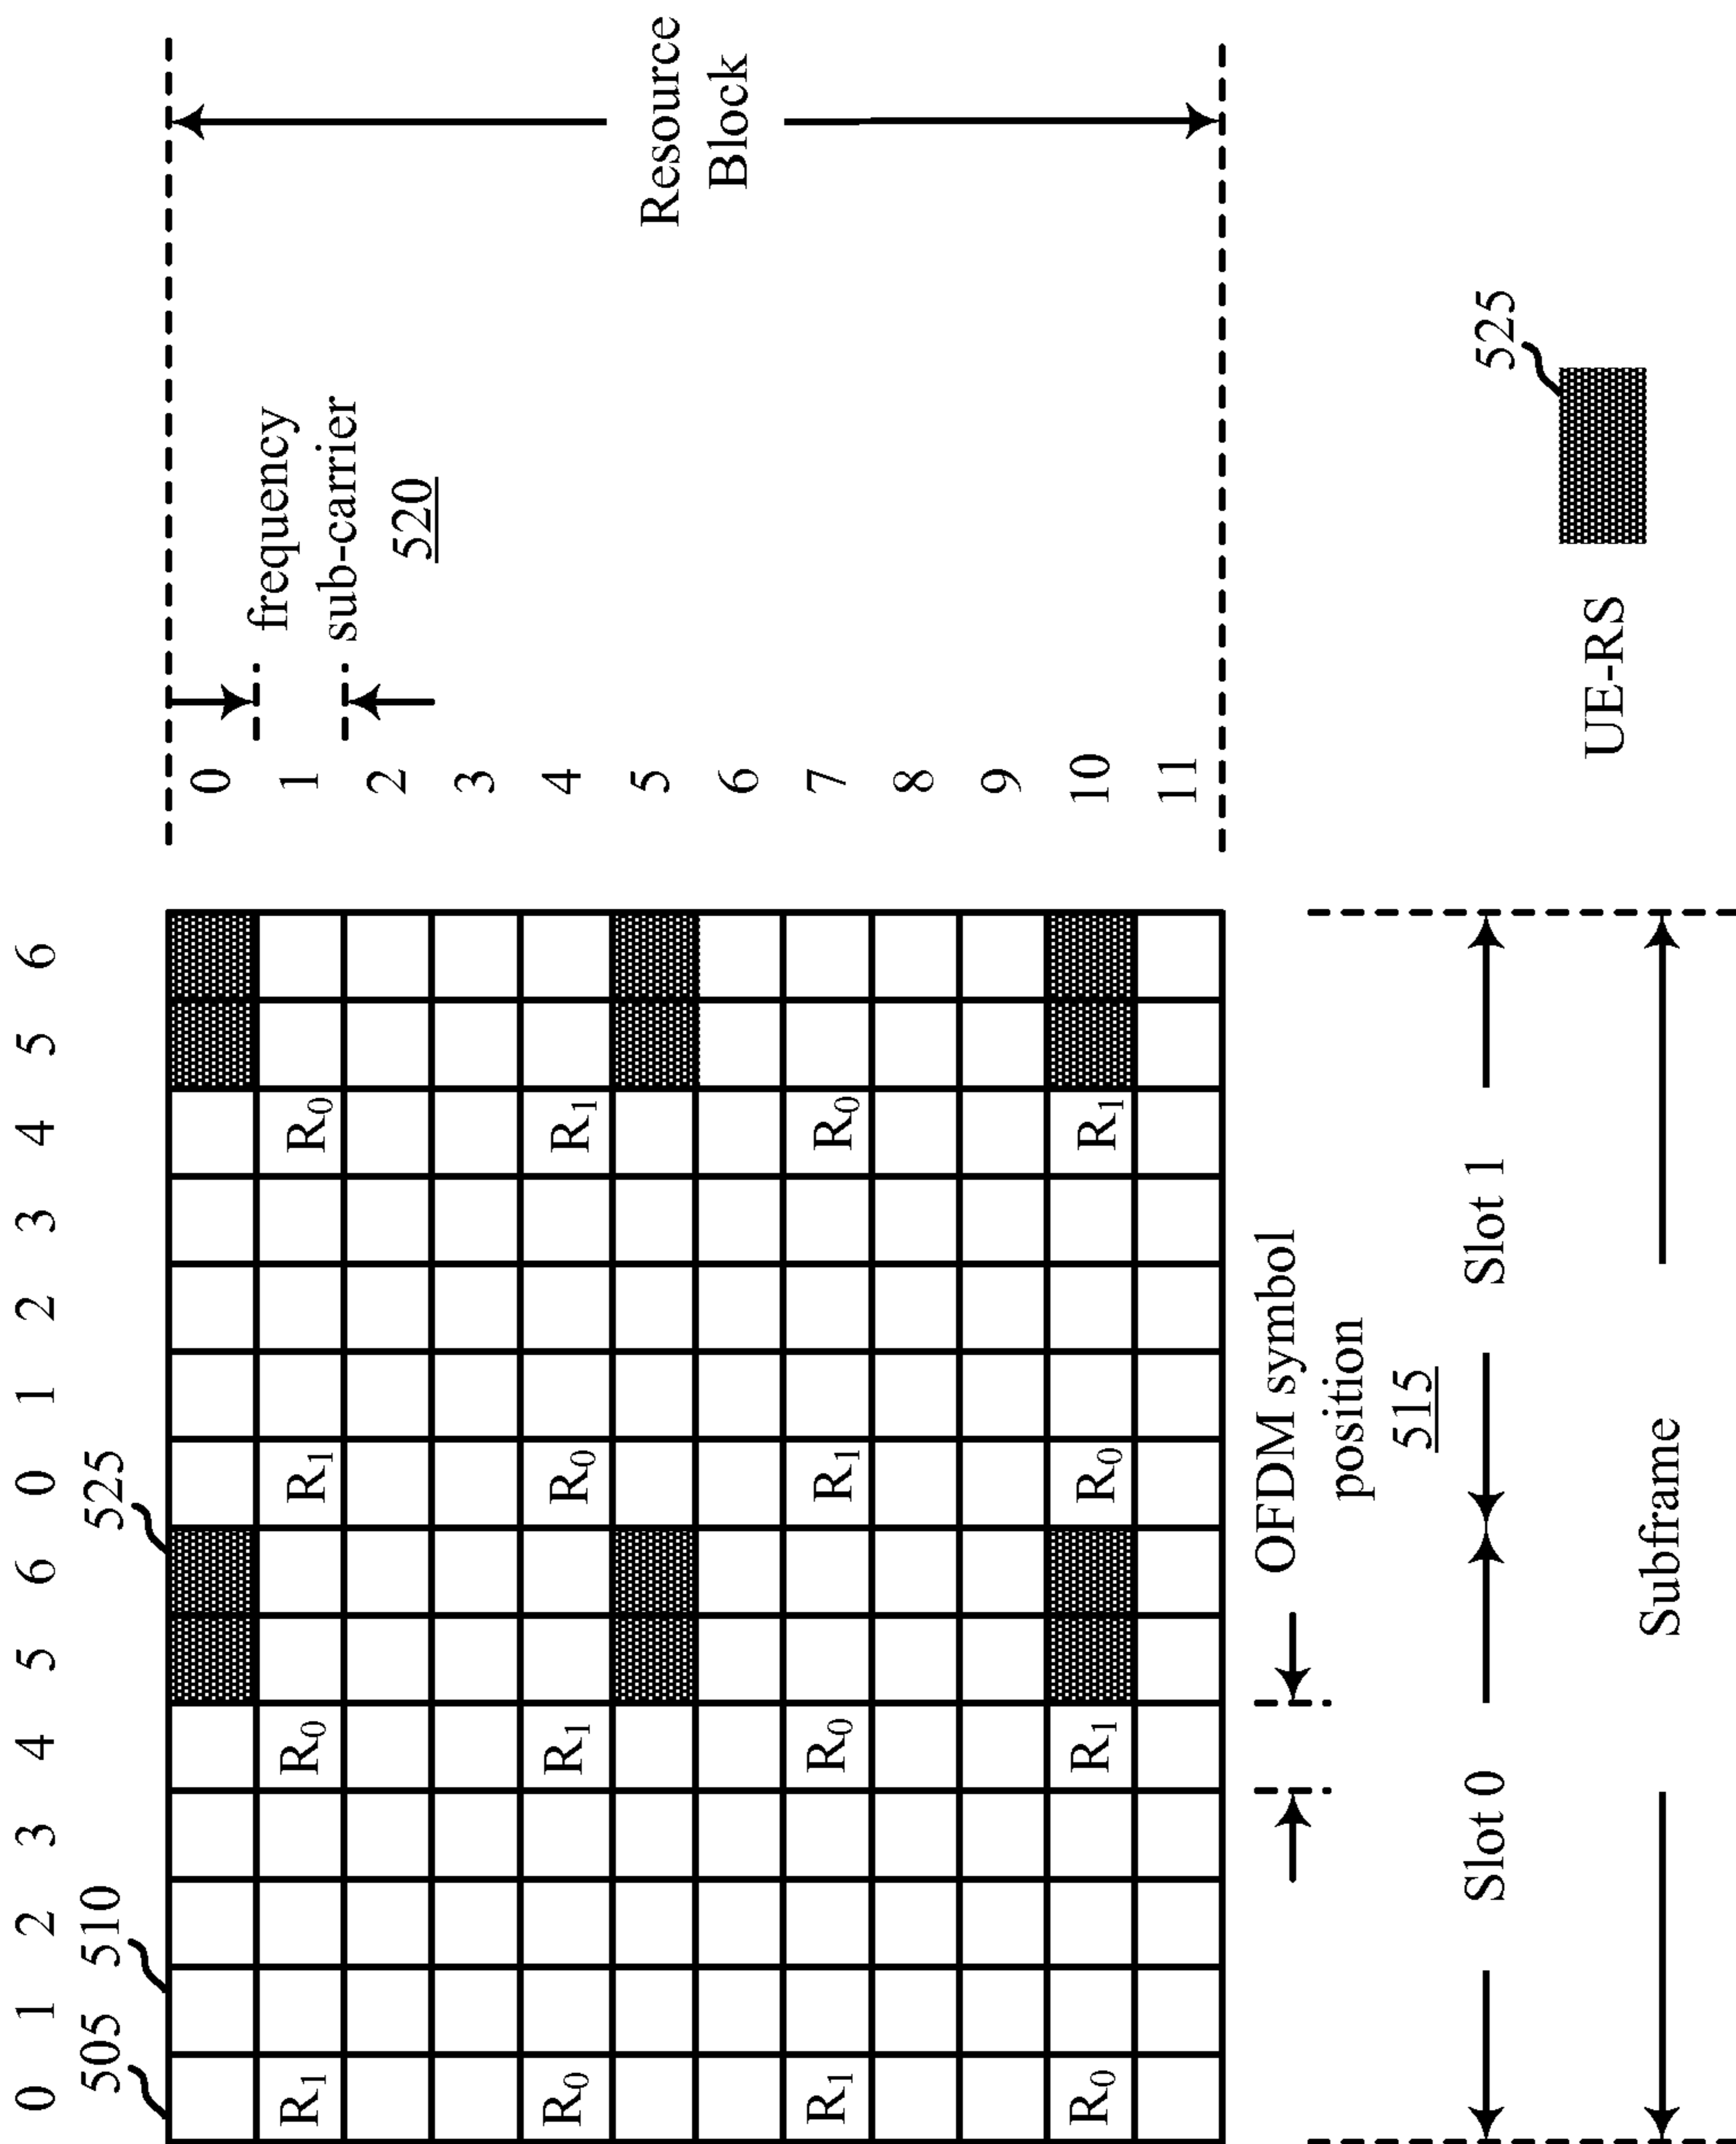 0 1 2 3 4 5 6 0 1 2 3 4 5 6
505 510 525
0
R₁ R₀ R₁ R₀ 1
frequency
sub-carrier
520
2
3
R₀ R₁ R₀ R₁ 4
5
6
Resource
Block
R₁ R₀ R₁ R₀ 7
8
9
R₀ R₁ R₀ R₁ 10
11
OFDM symbol
position
515
Slot 0 Slot 1
Subframe
UE-RS
525